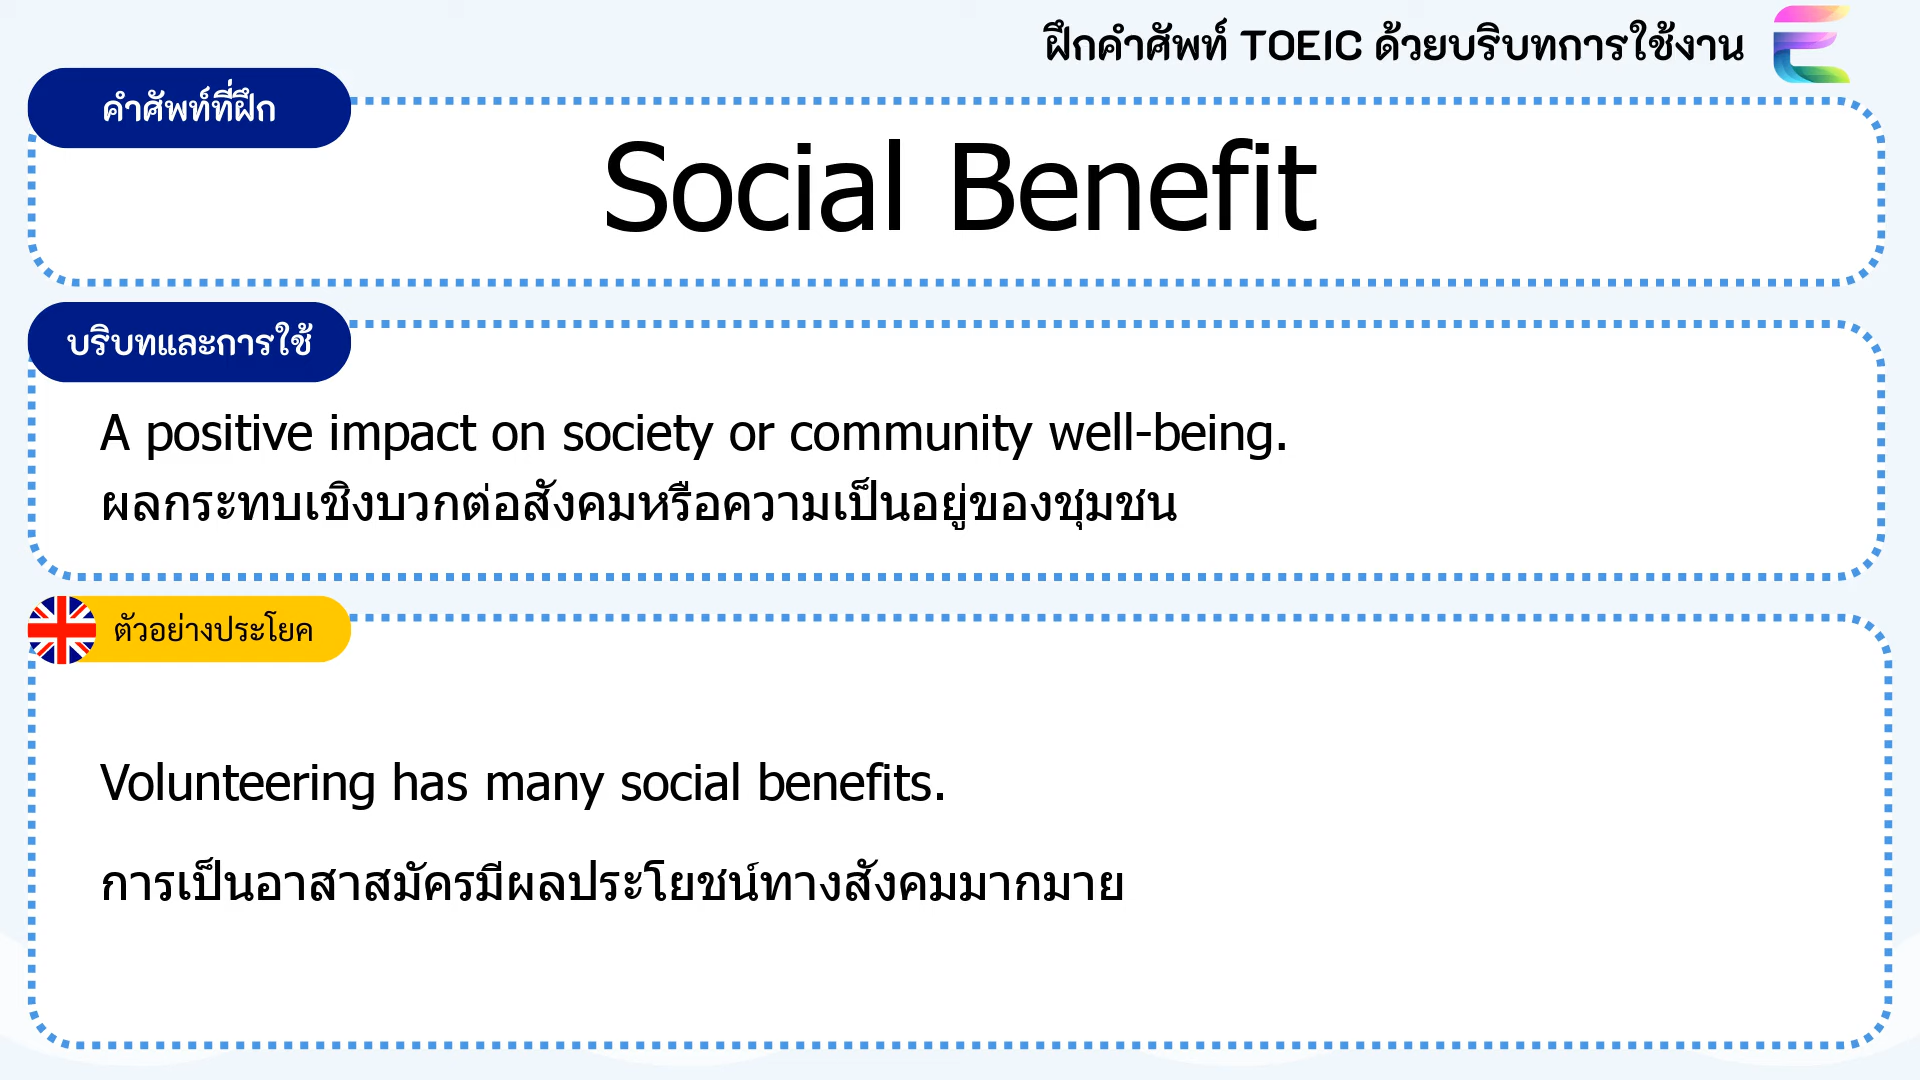 ฝึกคำศัพท์ TOEIC ด้วยบริบทการใช้งาน
คำศัพท์ที่ฝึก
Social Benefit
บริบทและการใช้
A positive impact on society or community well-being.
ผลกระทบเชิงบวกต่อสังคมหรือความเป็นอยู่ของชุมชน
ตัวอย่างประโยค
Volunteering has many social benefits.
การเป็นอาสาสมัครมีผลประโยชน์ทางสังคมมากมาย